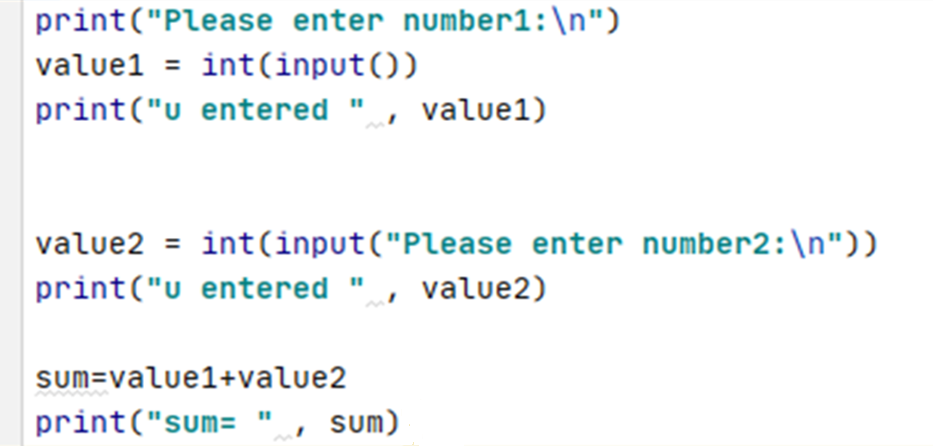 print("Please enter number1:\n")
value1 = int(input())
print("u entered " , value1)
value2 = int(input("Please enter number2:\n"))
print("u entered " , value2)
sum=value1+value2
print("sum= " , sum)